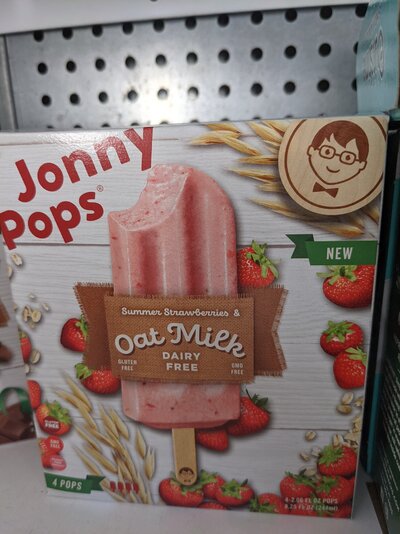 Jonny
Pops®
NEW
Summer Strawberries &
Oat Milk
GLUTEN
FREE
DAIRY
FREE
GMO
FREE
4 POPS